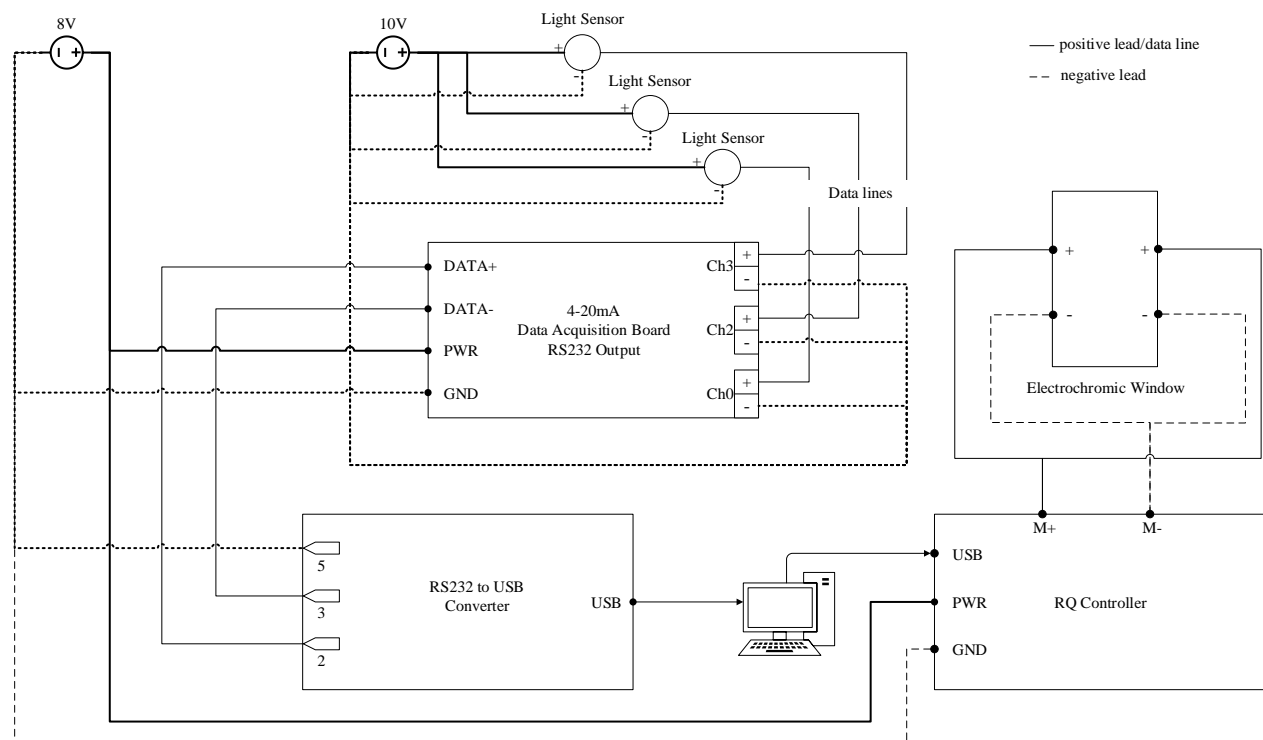 8V
10V
Light Sensor
positive lead/data line
negative lead
+
-
Light Sensor
+
-
Light Sensor
+
-
Data lines
DATA+
DATA-
PWR
GND
4-20mA
Data Acquisition Board
RS232 Output
Ch3
+
-
Ch2
+
-
Ch0
+
-
+
+
-
-
Electrochromic Window
5
3
2
RS232 to USB
Converter
USB
M+
M-
USB
PWR
GND
RQ Controller